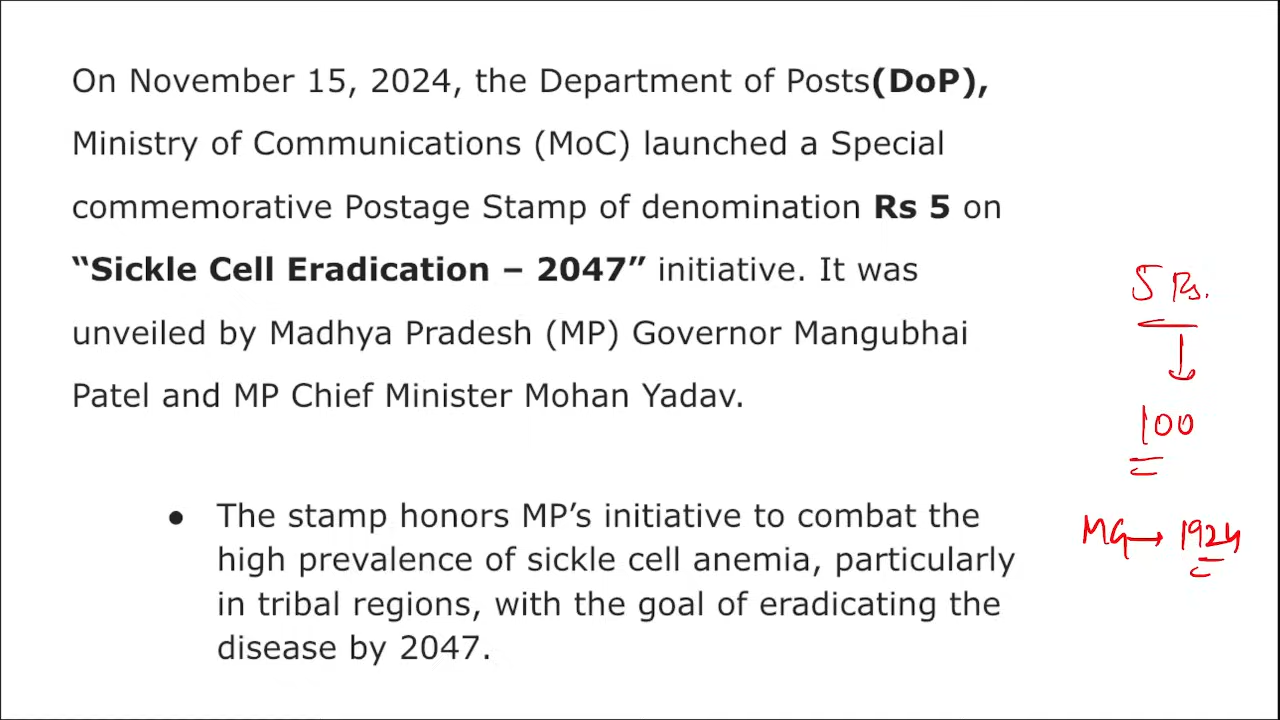 On November 15, 2024, the Department of Posts(DoP),
Ministry of Communications (MoC) launched a Special
commemorative Postage Stamp of denomination Rs 5 on
“Sickle Cell Eradication – 2047” initiative. It was
unveiled by Madhya Pradesh (MP) Governor Mangubhai
Patel and MP Chief Minister Mohan Yadav.
● The stamp honors MP’s initiative to combat the
high prevalence of sickle cell anemia, particularly
in tribal regions, with the goal of eradicating the
disease by 2047.
5 Rs.
100
MG → 1924